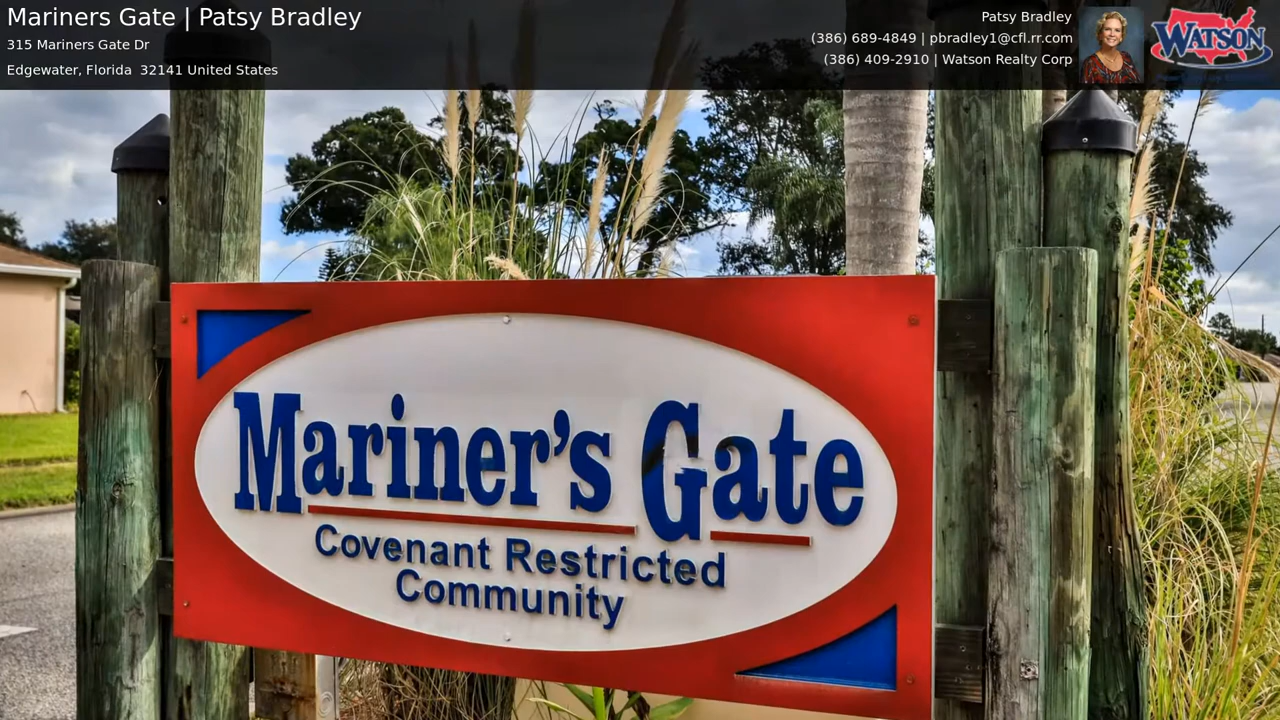 Mariners Gate | Patsy Bradley
315 Mariners Gate Dr
Edgewater, Florida  32141 United States
Patsy Bradley
(386) 689-4849 | pbradley1@cfl.rr.com
(386) 409-2910 | Watson Realty Corp
WATSON
Mariner's Gate
Covenant Restricted
Community